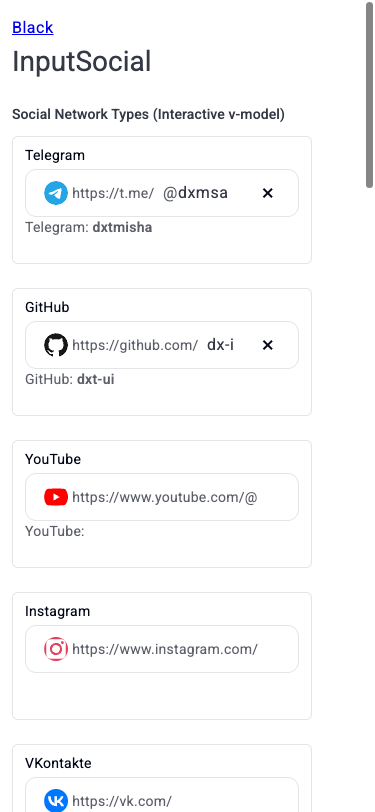 Black
InputSocial
Social Network Types (Interactive v-model)
Telegram
https://t.me/ @dxmsa
Telegram: dxtmisha
GitHub
https://github.com/ dx-i
GitHub: dxt-ui
YouTube
https://www.youtube.com/@
YouTube:
Instagram
https://www.instagram.com/
VKontakte
https://vk.com/